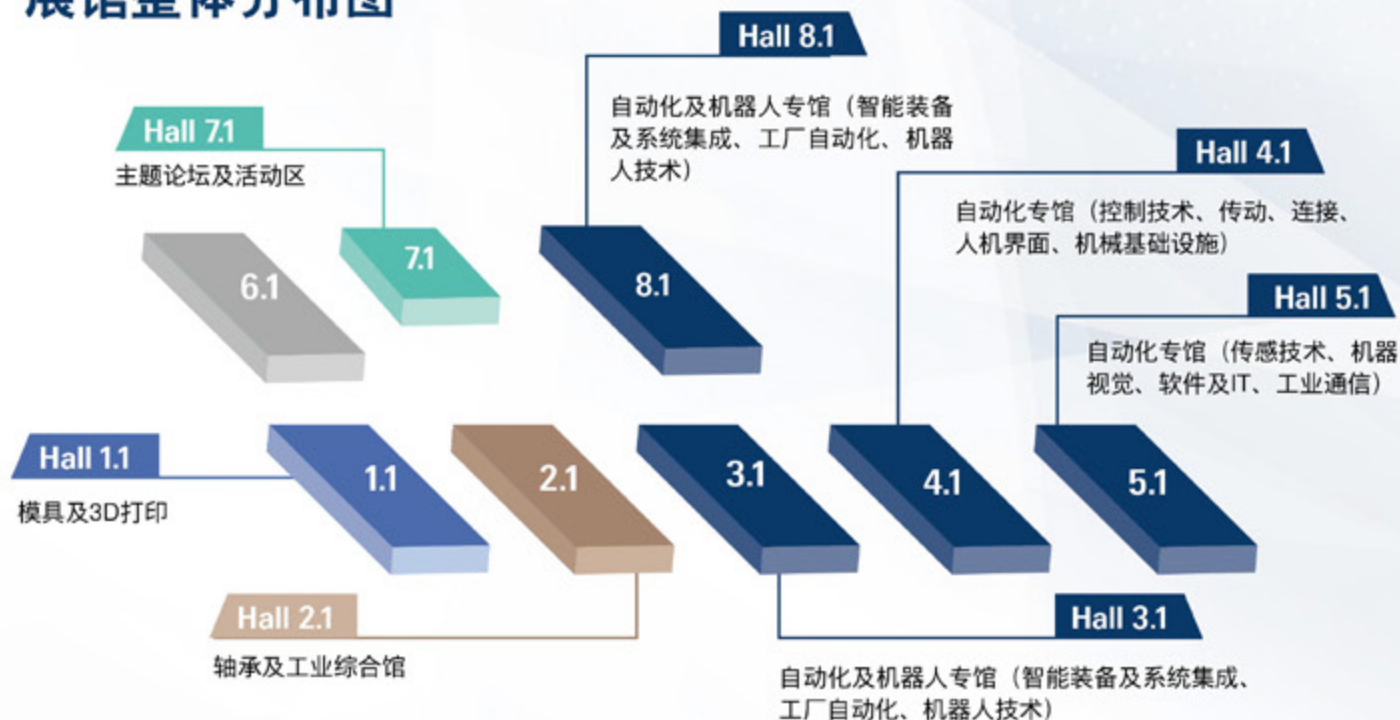 展馆整体分布图
Hall 8.1
自动化及机器人专馆（智能装备
及系统集成、工厂自动化、机器
人技术）
Hall 7.1
主题论坛及活动区
Hall 4.1
自动化专馆（控制技术、传动、连接、
人机界面、机械基础设施）
6.1
7.1
8.1
Hall 5.1
自动化专馆（传感技术、机器
视觉、软件及IT、工业通信）
Hall 1.1
模具及3D打印
1.1
2.1
3.1
4.1
5.1
Hall 2.1
轴承及工业综合馆
Hall 3.1
自动化及机器人专馆（智能装备及系统集成、
工厂自动化、机器人技术）